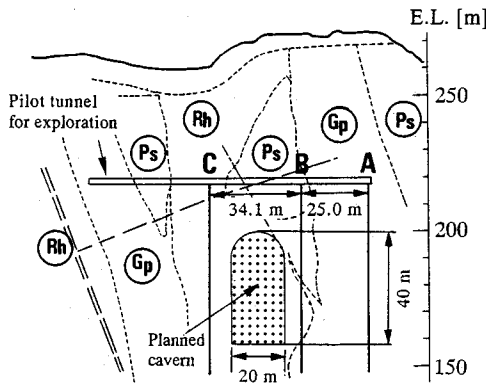 E.L. [m]
250
200
150
Pilot tunnel
for exploration
Rh
Gp
Ps
Ps
Ps
C
B
A
34.1 m
25.0 m
Rh
Gp
40 m
Planned
cavern
20 m